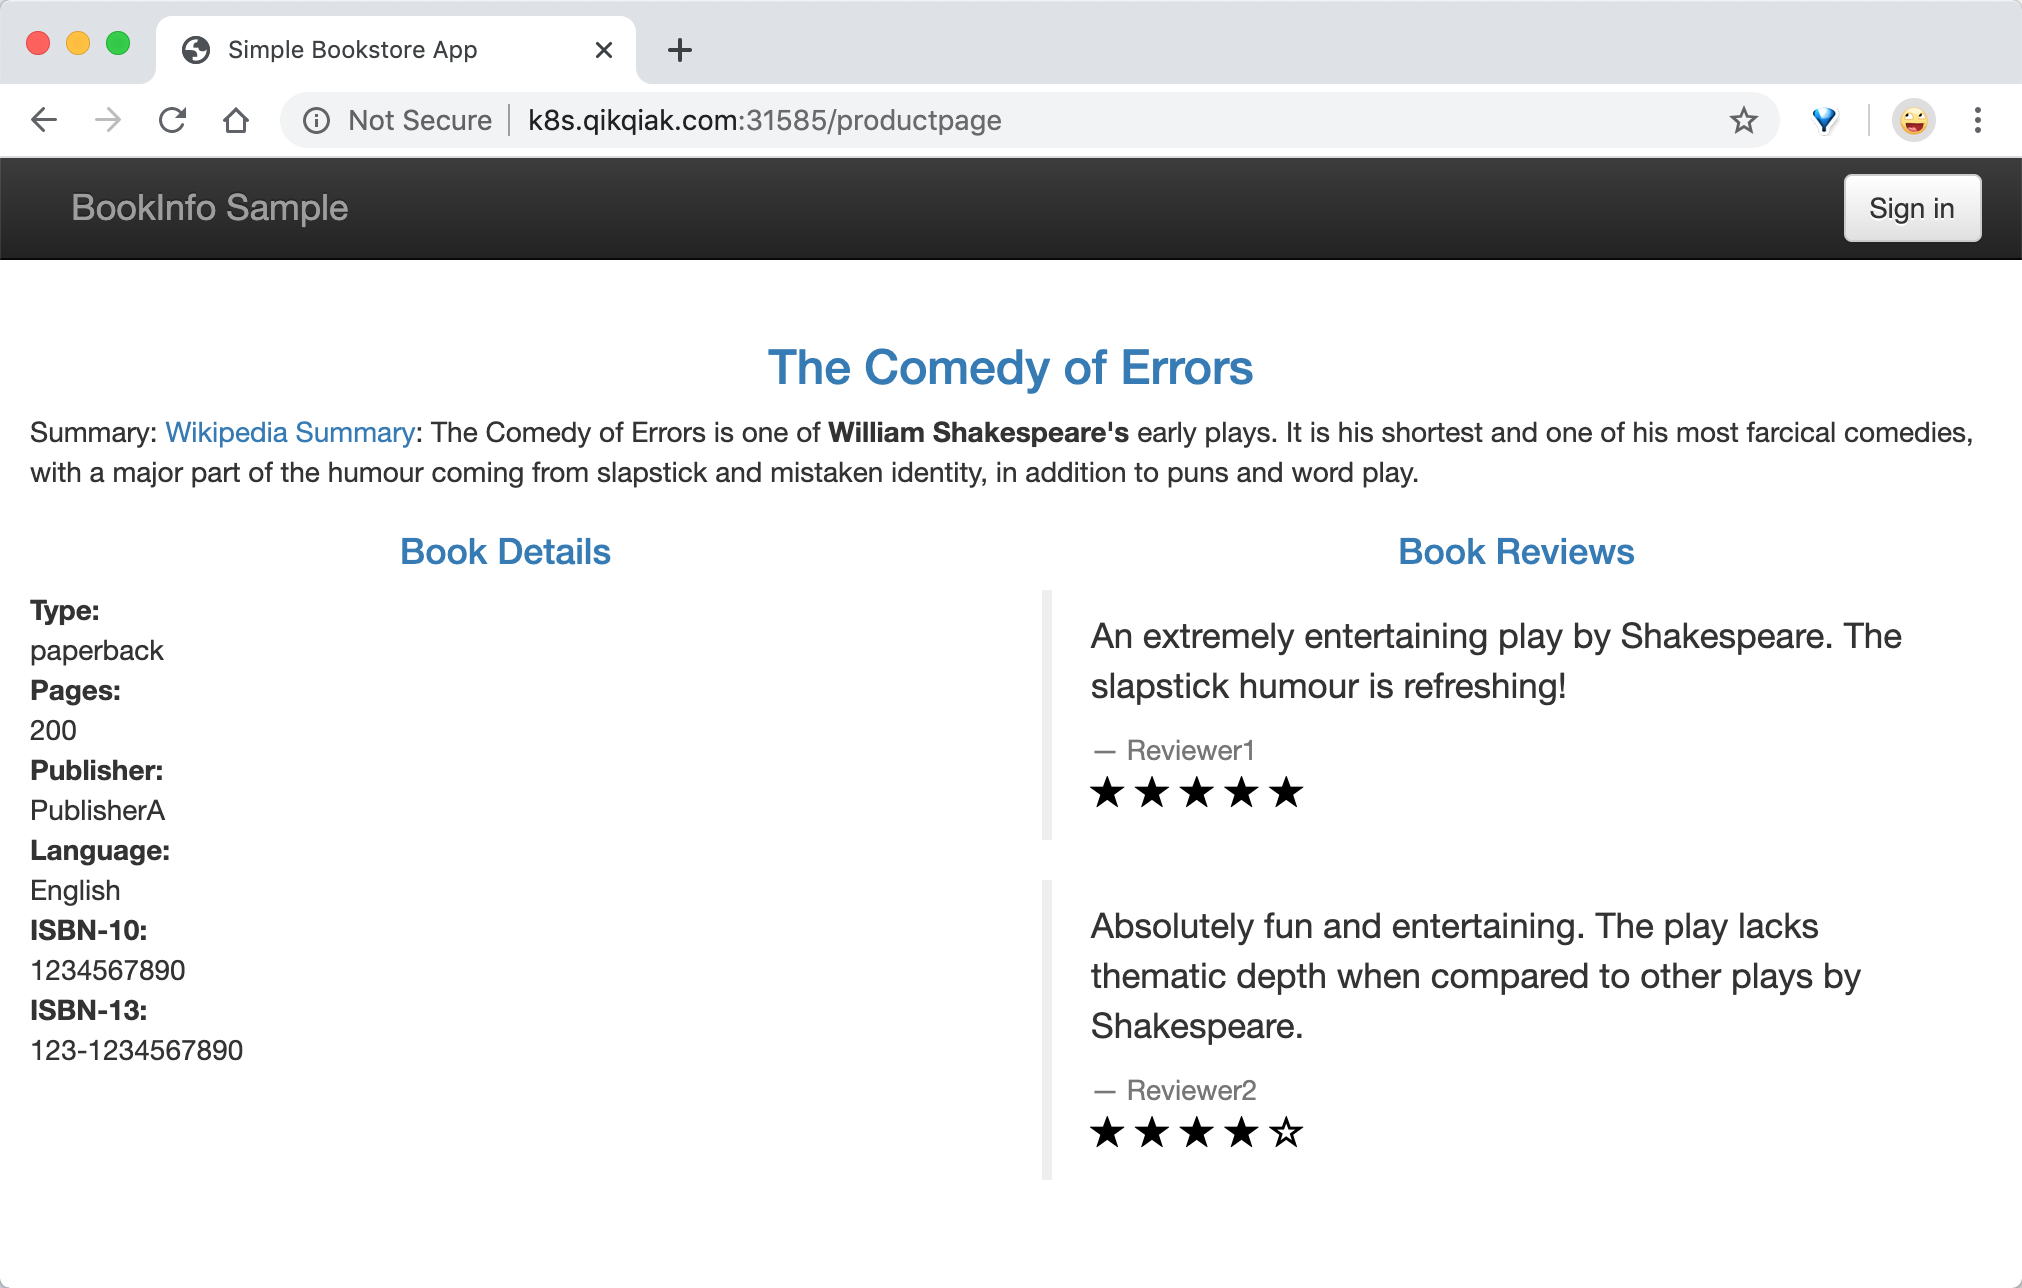 Simple Bookstore App
Not Secure k8s.qikqiak.com:31585/productpage
BookInfo Sample
Sign in
The Comedy of Errors
Summary: Wikipedia Summary: The Comedy of Errors is one of William Shakespeare's early plays. It is his shortest and one of his most farcical comedies,
with a major part of the humour coming from slapstick and mistaken identity, in addition to puns and word play.
Book Details
Type:
paperback
Pages:
200
Publisher:
PublisherA
Language:
English
ISBN-10:
1234567890
ISBN-13:
123-1234567890
Book Reviews
An extremely entertaining play by Shakespeare. The
slapstick humour is refreshing!
— Reviewer1
★ ★ ★ ★ ★
Absolutely fun and entertaining. The play lacks
thematic depth when compared to other plays by
Shakespeare.
— Reviewer2
★ ★ ★ ★ ☆